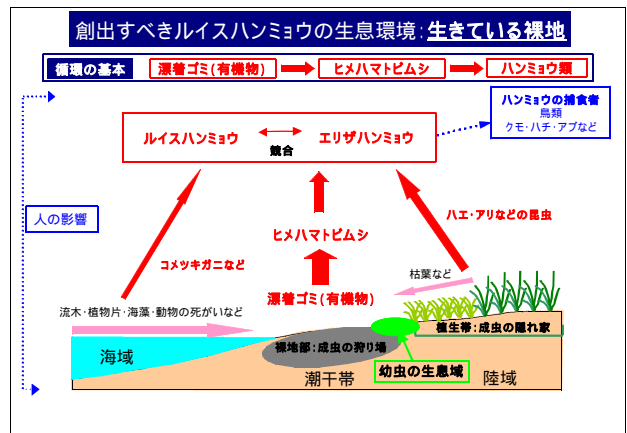 創出すべきルイスハンミョウの生息環境：生きている裸地
循環の基本
漂着ゴミ(有機物)
ヒメハマトビムシ
ハンミョウ類
ハンミョウの捕食者
鳥類
クモ・ハチ・アブなど
ルイスハンミョウ
エリザハンミョウ
競合
人の影響
ハエ・アリなどの昆虫
ヒメハマトビムシ
コメツキガニなど
枯葉など
漂着ゴミ(有機物)
流木・植物片・海藻・動物の死がいなど
植生帯：成虫の隠れ家
裸地部：成虫の狩り場
海域
幼虫の生息域
潮干帯
陸域